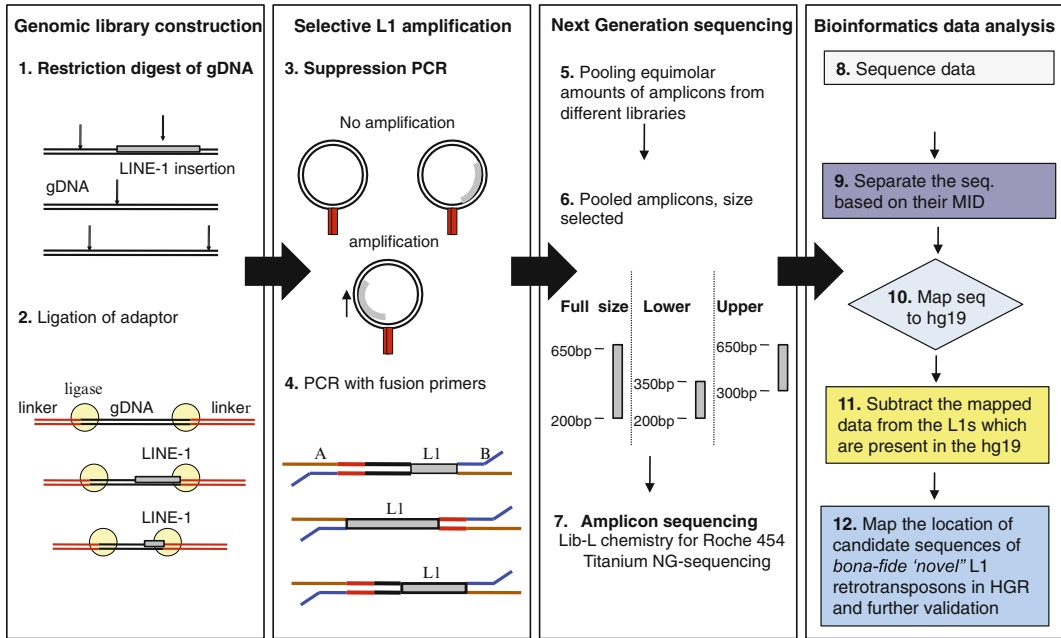 Genomic library construction
1. Restriction digest of gDNA
LINE-1 insertion
gDNA
2. Ligation of adaptor
ligase
linker
gDNA
linker
LINE-1
LINE-1
Selective L1 amplification
3. Suppression PCR
No amplification
amplification
4. PCR with fusion primers
A
L1
B
L1
L1
Next Generation sequencing
5. Pooling equimolar
amounts of amplicons from
different libraries
6. Pooled amplicons, size
selected
Full size
Lower
Upper
650bp
200bp
350bp
200bp
650bp
300bp
7. Amplicon sequencing
Lib-L chemistry for Roche 454
Titanium NG-sequencing
Bioinformatics data analysis
8. Sequence data
9. Separate the seq.
based on their MID
10. Map seq
to hg19
11. Subtract the mapped
data from the L1s which
are present in the hg19
12. Map the location of
candidate sequences of
bona-fide ‘novel” L1
retrotransposons in HGR
and further validation